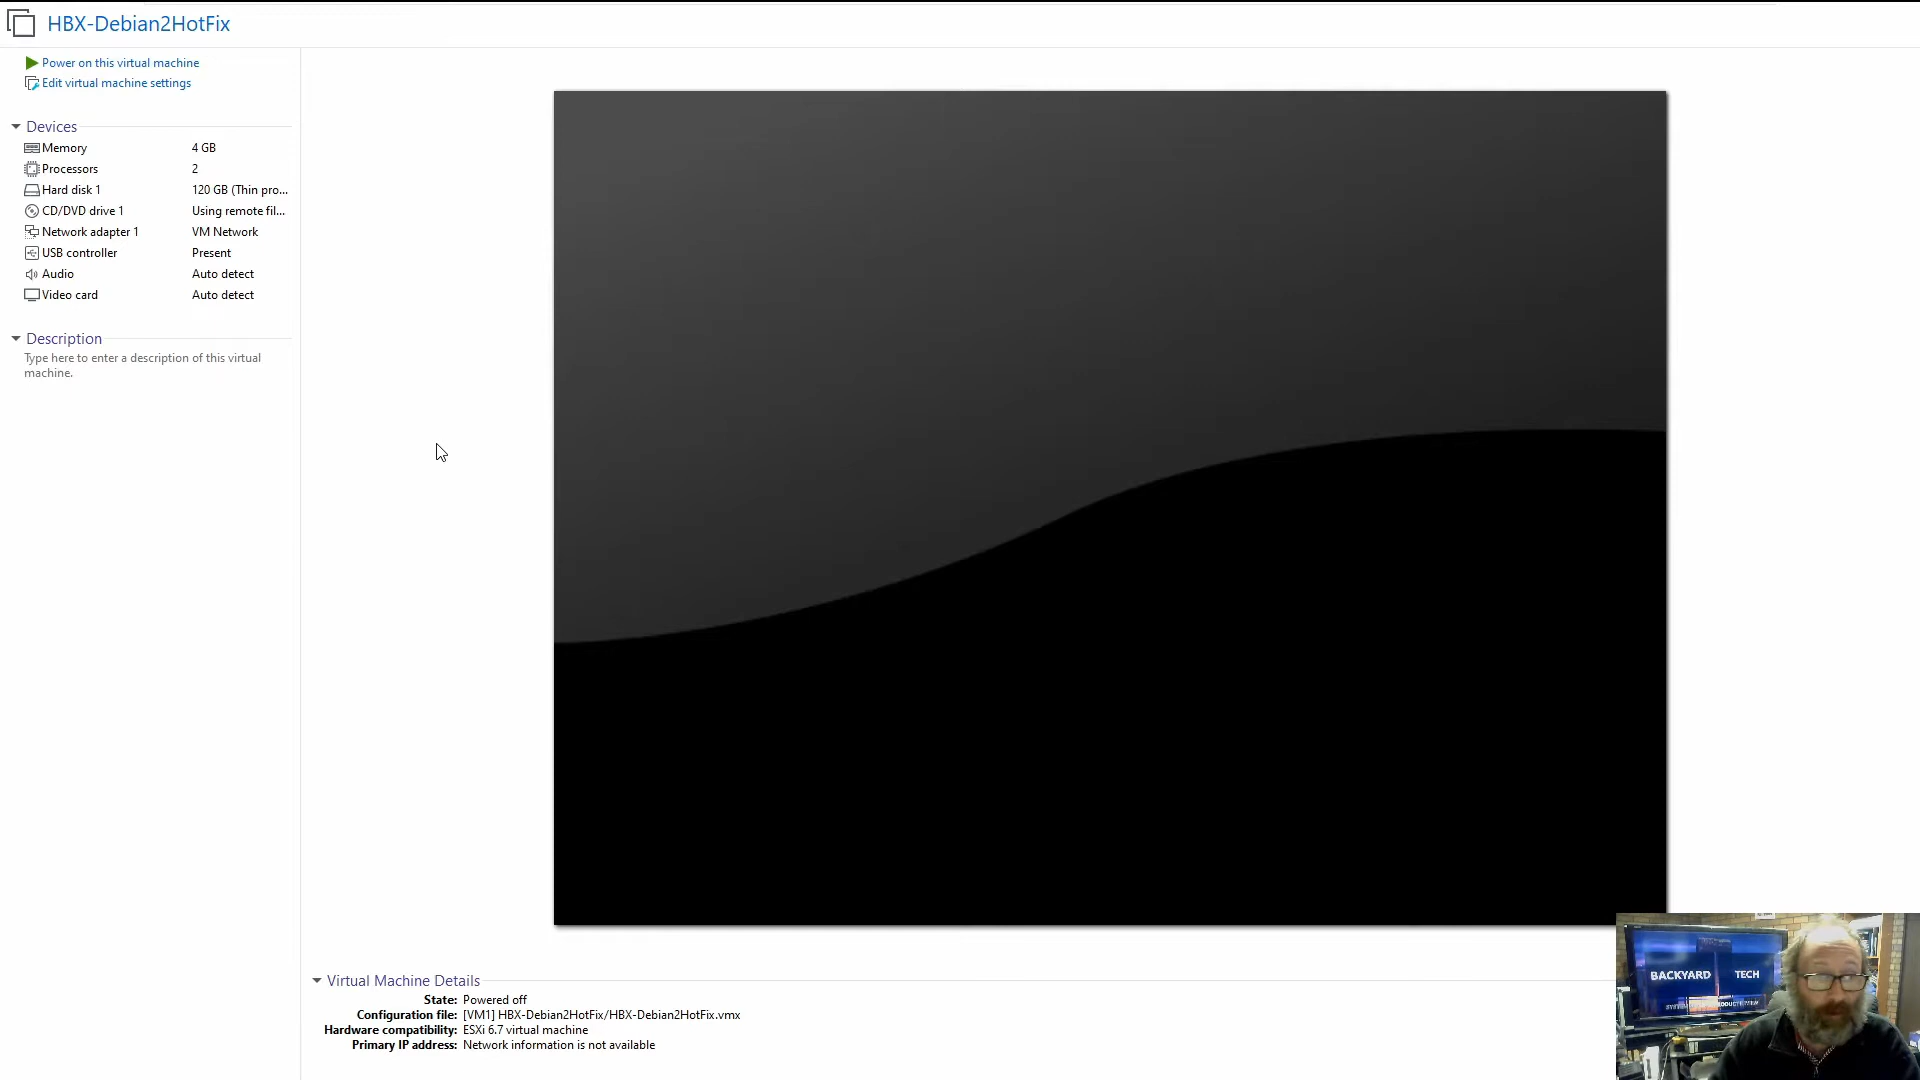 HBX-Debian2HotFix
Power on this virtual machine
Edit virtual machine settings
Devices
Memory 4 GB
Processors 2
Hard disk 1 120 GB (Thin pro...
CD/DVD drive 1 Using remote fil...
Network adapter 1 VM Network
USB controller Present
Audio Auto detect
Video card Auto detect
Description
Type here to enter a description of this virtual
machine.
Virtual Machine Details
State: Powered off
Configuration file: [VM1] HBX-Debian2HotFix/HBX-Debian2HotFix.vmx
Hardware compatibility: ESXi 6.7 virtual machine
Primary IP address: Network information is not available
BACKYARD TECH